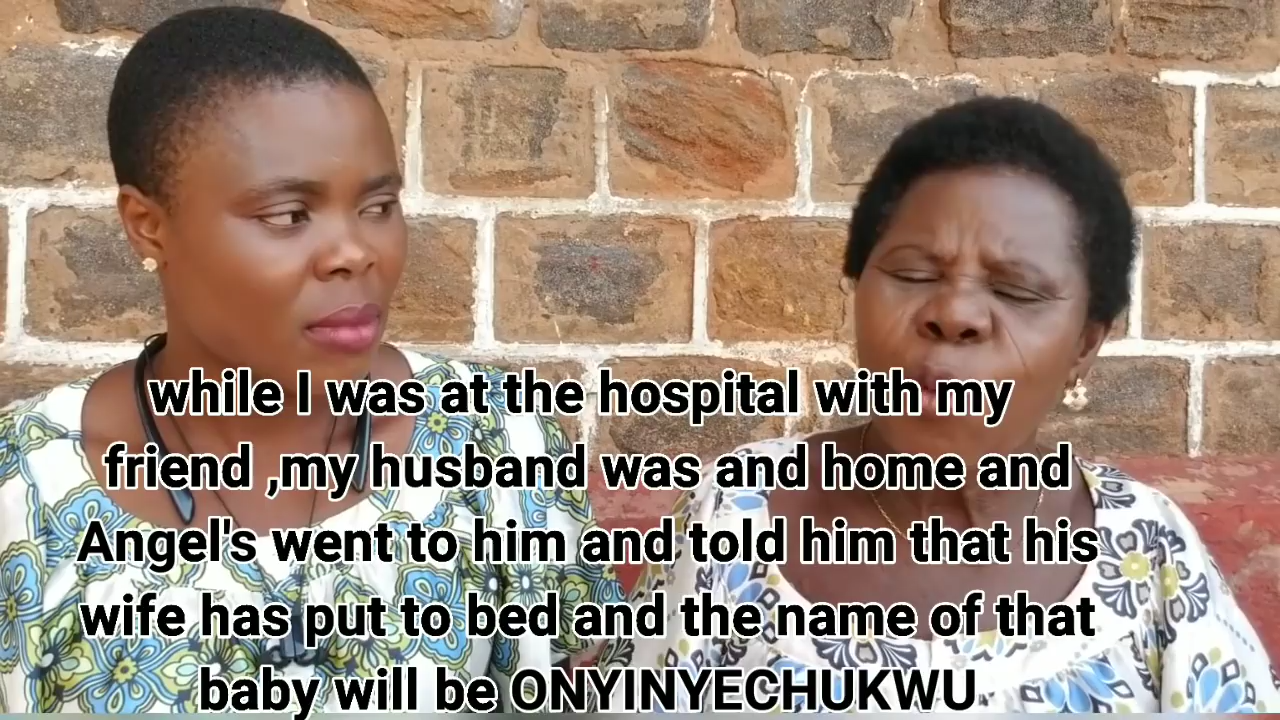 while I was at the hospital with my
friend ,my husband was and home and
Angel's went to him and told him that his
wife has put to bed and the name of that
baby will be ONYINYECHUKWU